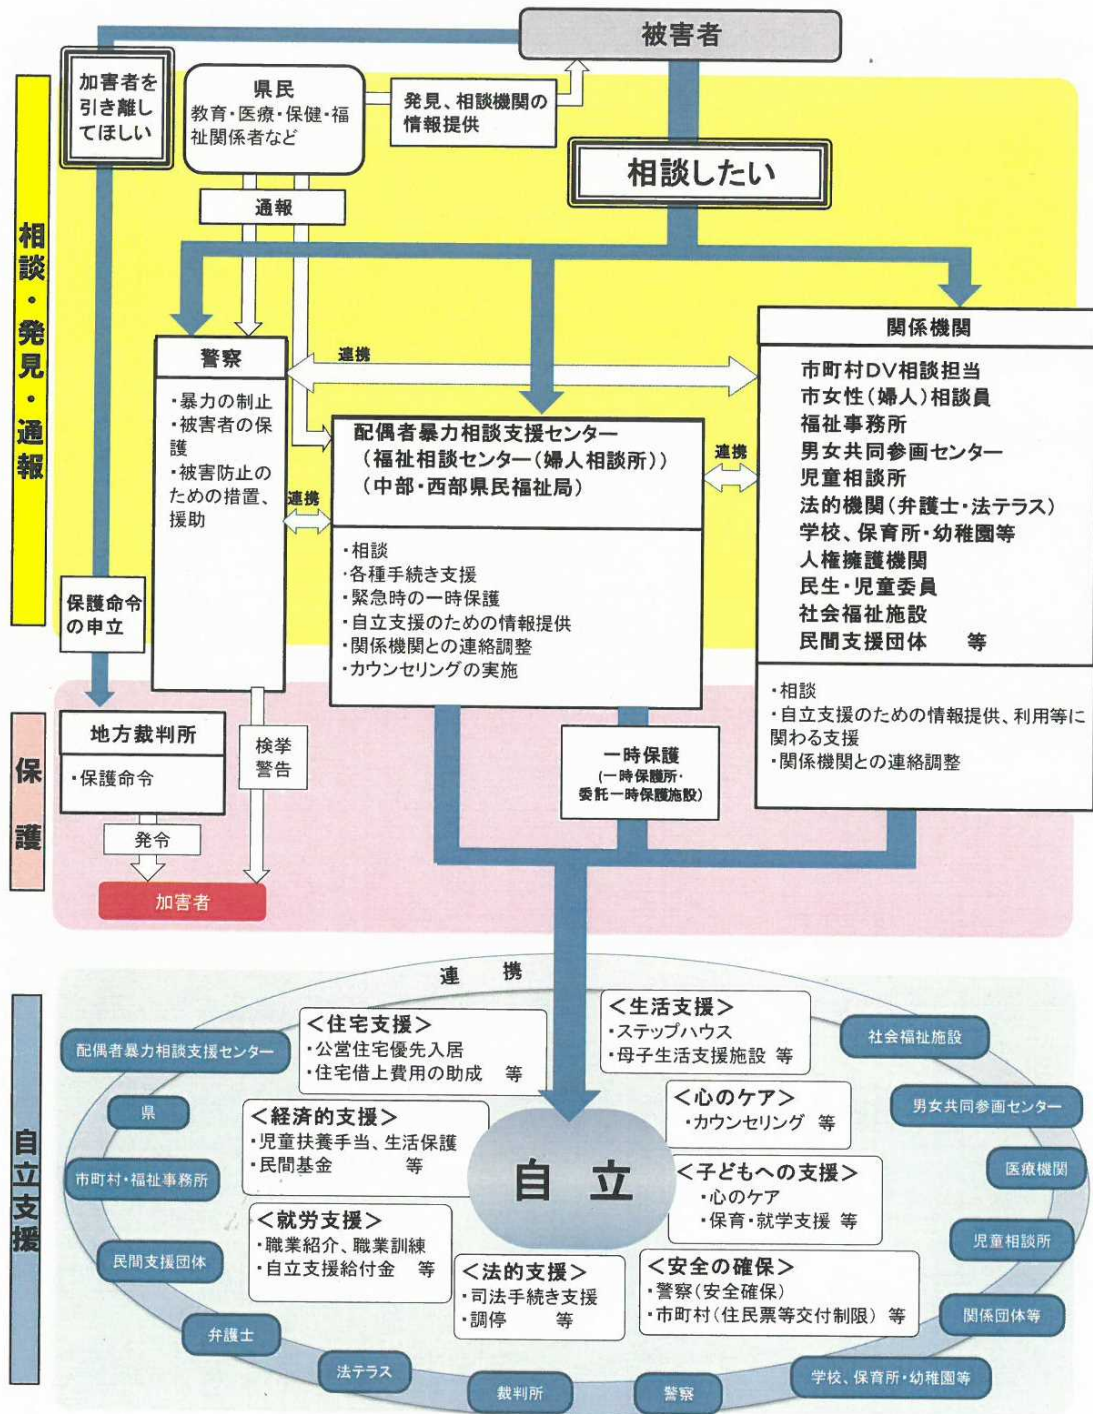 被害者
加害者を
引き離し
てほしい
県民
教育・医療・保健・福
祉関係者など
発見、相談機関の
情報提供
相談したい
通報
相談・発見・通報
警察
・暴力の制止
・被害者の保
護
・被害防止の
ための措置、
援助
連携
連携
連携
配偶者暴力相談支援センター
（福祉相談センター（婦人相談所））
（中部・西部県民福祉局）
・相談
・各種手続き支援
・緊急時の一時保護
・自立支援のための情報提供
・関係機関との連絡調整
・カウンセリングの実施
関係機関
市町村DV相談担当
市女性（婦人）相談員
福祉事務所
男女共同参画センター
児童相談所
法的機関（弁護士・法テラス）
学校、保育所・幼稚園等
人権擁護機関
民生・児童委員
社会福祉施設
民間支援団体　等
・相談
・自立支援のための情報提供、利用等に
関わる支援
・関係機関との連絡調整
保護命令
の申立
保護
地方裁判所
・保護命令
発令
検挙
警告
加害者
一時保護
（一時保護所・
委託一時保護施設）
自立支援
連　携
＜住宅支援＞
・公営住宅優先入居
・住宅借上費用の助成　等
＜生活支援＞
・ステップハウス
・母子生活支援施設 等
＜経済的支援＞
・児童扶養手当、生活保護
・民間基金　　　等
＜心のケア＞
・カウンセリング　等
自　立
＜子どもへの支援＞
・心のケア
・保育・就学支援 等
＜就労支援＞
・職業紹介、職業訓練
・自立支援給付金　等
＜法的支援＞
・司法手続き支援
・調停　　等
＜安全の確保＞
・警察（安全確保）
・市町村（住民票等交付制限）等
配偶者暴力相談支援センター
県
市町村・福祉事務所
民間支援団体
弁護士
法テラス
裁判所
警察
学校、保育所・幼稚園等
関係団体等
児童相談所
医療機関
男女共同参画センター
社会福祉施設